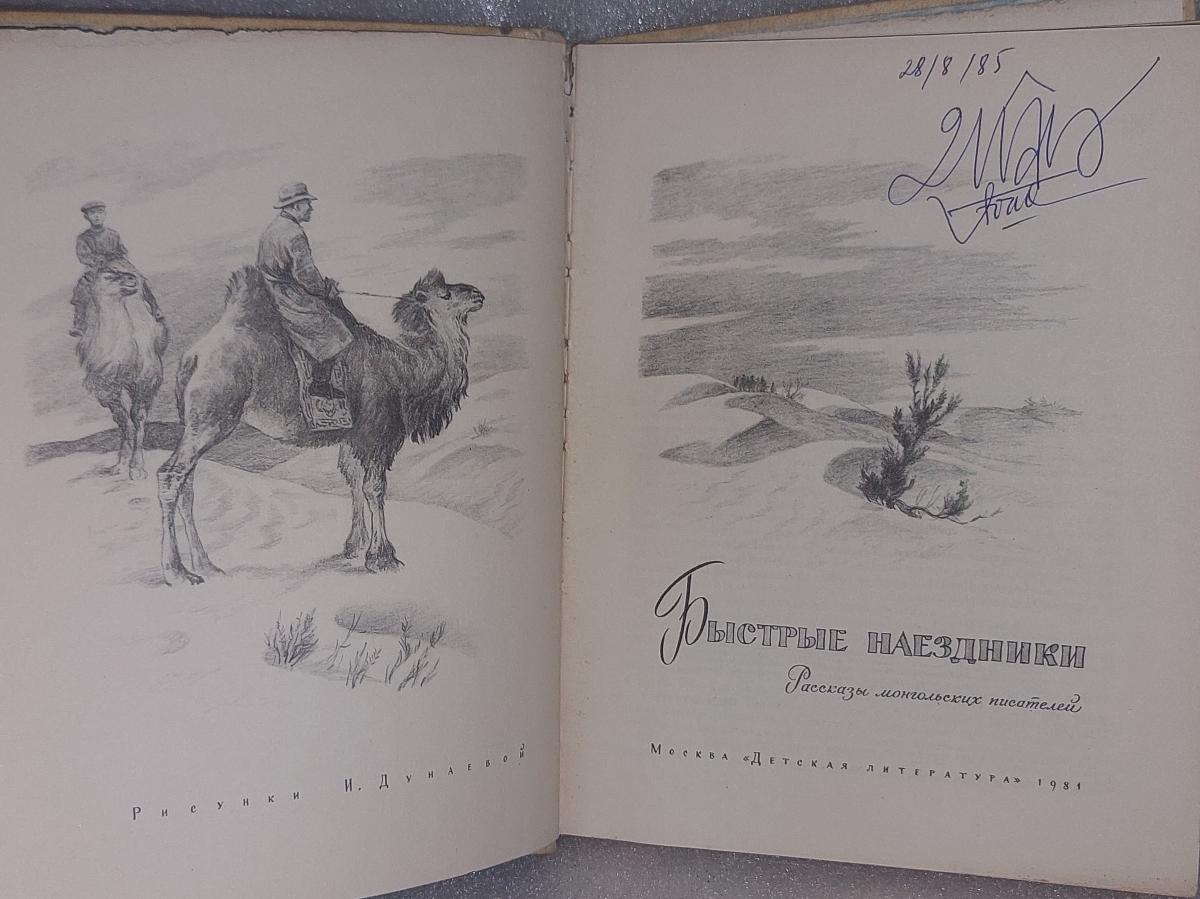 Рисунки И. Дунаевой
28/8/85
Быстрые наездники
Рассказы монгольских писателей
Москва «Детская литература» 1981